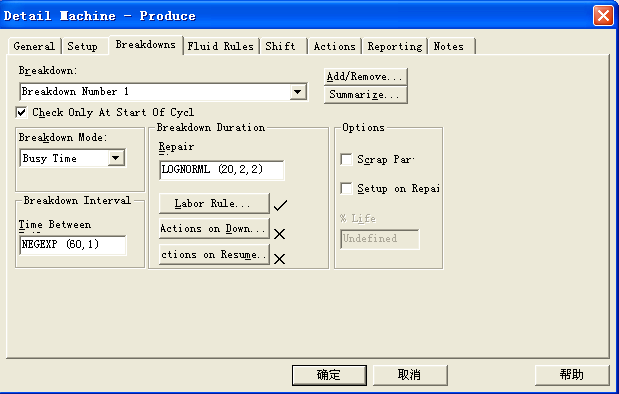 Detail Machine - Produce
General Setup Breakdowns Fluid Rules Shift Actions Reporting Notes
Breakdown:
Breakdown Number 1
Add/Remove...
Summarize...
Check Only At Start Of Cycl
Breakdown Mode:
Busy Time
Breakdown Interval
Time Between
NEGEXP (60,1)
Breakdown Duration
Repair
LOGNORML (20,2,2)
Labor Rule...
Actions on Down...
ctions on Resume..
Options
Scrap Par
Setup on Repai
% Life
Undefined
确定 取消 帮助